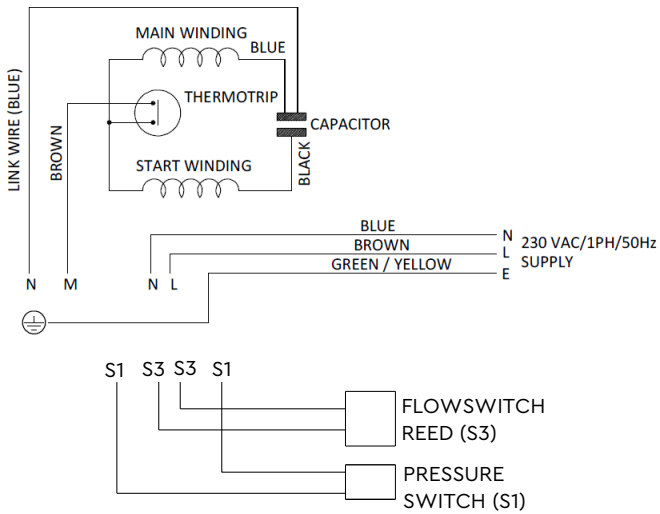 MAIN WINDING
BLUE
THERMOTRIP
CAPACITOR
START WINDING
BLACK
LINK WIRE (BLUE)
BROWN
BLUE
BROWN
GREEN / YELLOW
N
L
E
230 VAC/1PH/50Hz
SUPPLY
N M N L
S1 S3 S3 S1
FLOWSWITCH
REED (S3)
PRESSURE
SWITCH (S1)